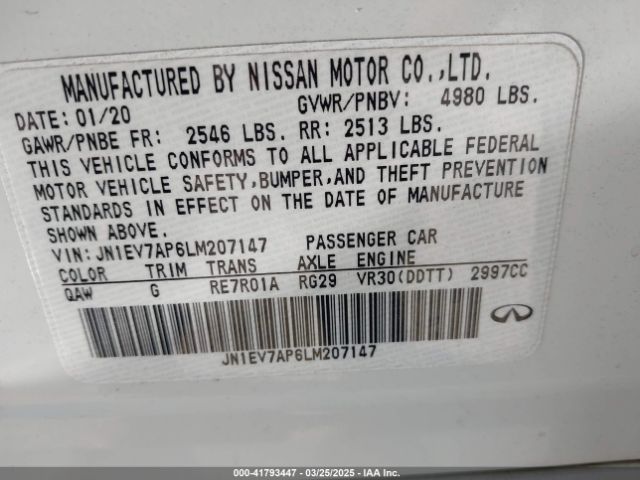 MANUFACTURED BY NISSAN MOTOR CO.,LTD.
DATE: 01/20 GVWR/PNBV: 4980 LBS.
GAWR/PNBE FR: 2546 LBS. RR: 2513 LBS.
THIS VEHICLE CONFORMS TO ALL APPLICABLE FEDERAL
MOTOR VEHICLE SAFETY,BUMPER,AND THEFT PREVENTION
STANDARDS IN EFFECT ON THE DATE OF MANUFACTURE
SHOWN ABOVE.
VIN: JN1EV7AP6LM207147 PASSENGER CAR
COLOR TRIM TRANS AXLE ENGINE
QAW G RE7R01A RG29 VR30(DDTT) 2997CC
JN1EV7AP6LM207147
000-41793447 - 03/25/2025 - IAA Inc.